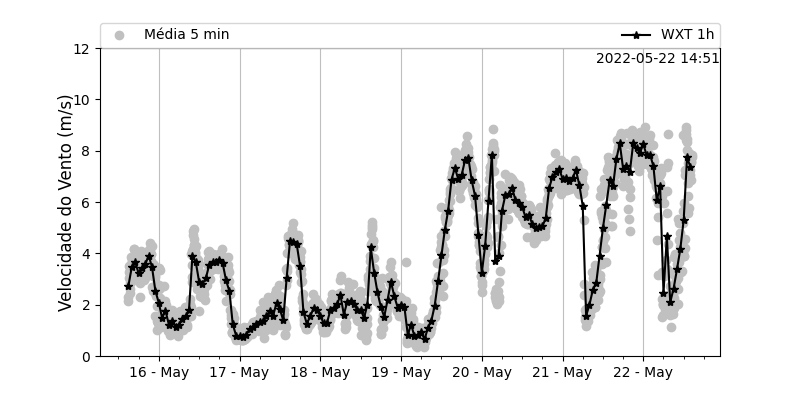 Média 5 min
WXT 1h
2022-05-22 14:51
Velocidade do Vento (m/s)
12
10
8
6
4
2
0
16 - May
17 - May
18 - May
19 - May
20 - May
21 - May
22 - May